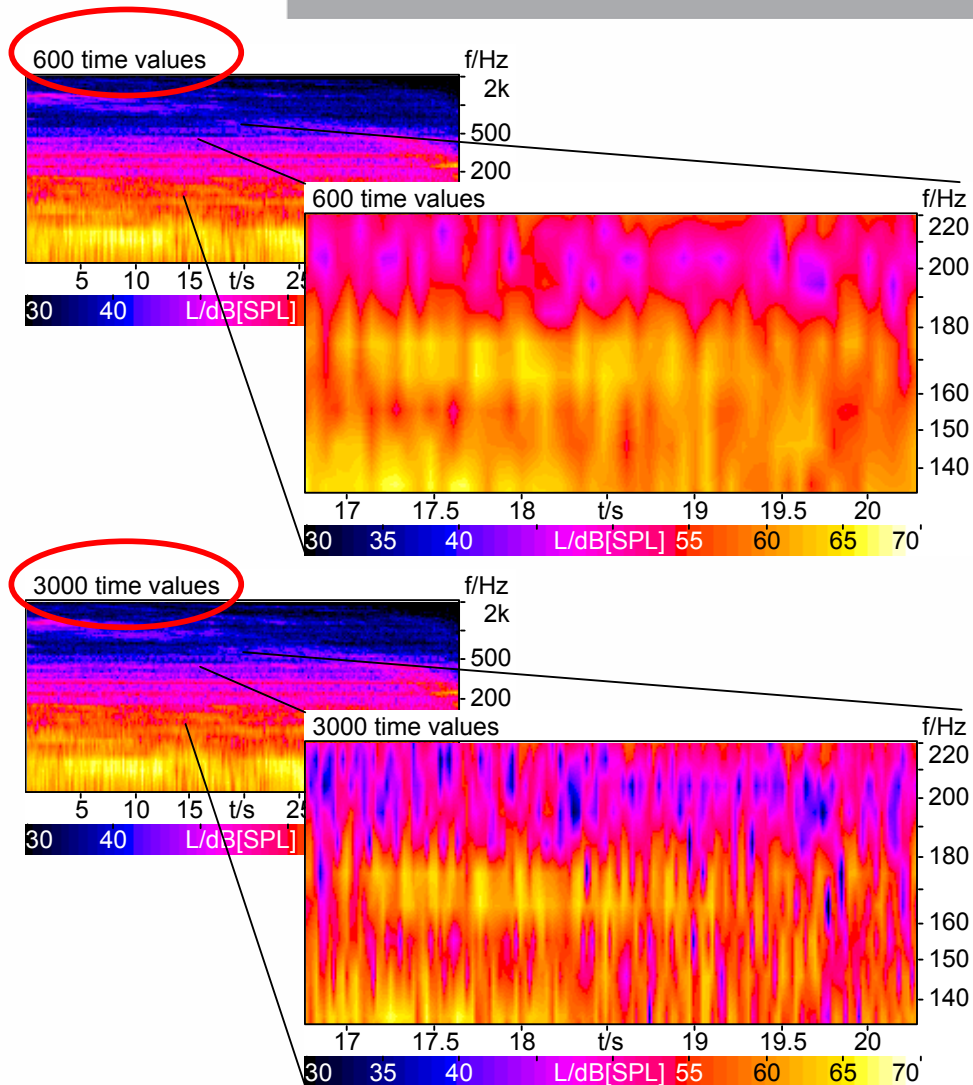 600 time values
f/Hz
2k
500
200
5 10 15 t/s 25
30 40 L/dB[SPL]
600 time values
f/Hz
220
200
180
160
150
140
17 17.5 18 t/s 19 19.5 20
30 35 40 L/dB[SPL] 55 60 65 70
3000 time values
f/Hz
2k
500
200
5 10 15 t/s 25
30 40 L/dB[SPL]
3000 time values
f/Hz
220
200
180
160
150
140
17 17.5 18 t/s 19 19.5 20
30 35 40 L/dB[SPL] 55 60 65 70